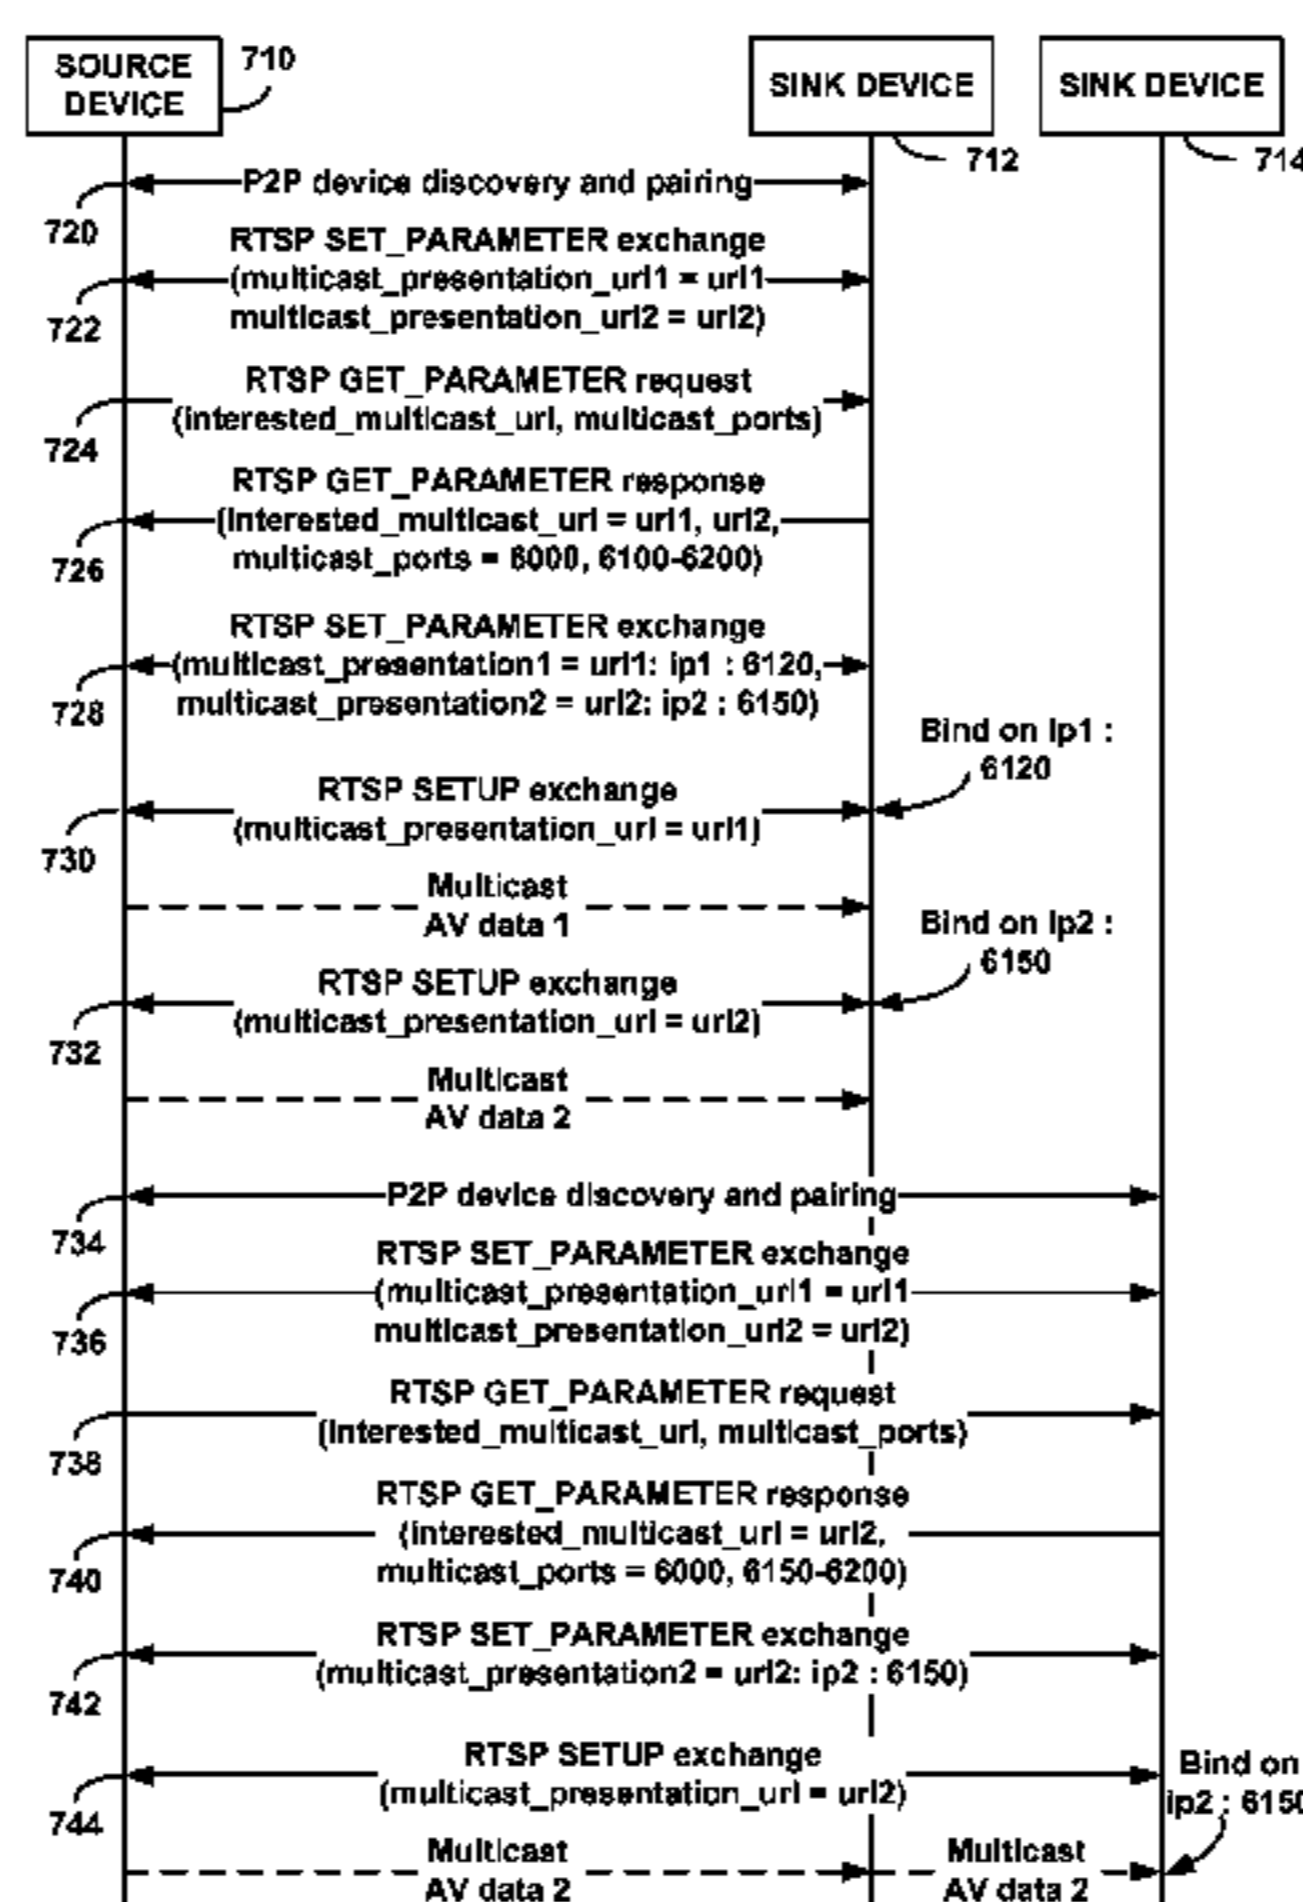 SOURCE
DEVICE
710
SINK DEVICE
712
SINK DEVICE
714
P2P device discovery and pairing
720
RTSP SET_PARAMETER exchange
(multicast_presentation_url1 = url1
multicast_presentation_url2 = url2)
722
RTSP GET_PARAMETER request
(interested_multicast_url, multicast_ports)
724
RTSP GET_PARAMETER response
(interested_multicast_url = url1, url2,
multicast_ports = 6000, 6100-6200)
726
RTSP SET_PARAMETER exchange
(multicast_presentation1 = url1: ip1 : 6120,
multicast_presentation2 = url2: ip2 : 6150)
728
Bind on Ip1 :
6120
RTSP SETUP exchange
(multicast_presentation_url = url1)
730
Multicast
AV data 1
Bind on Ip2 :
6150
RTSP SETUP exchange
(multicast_presentation_url = url2)
732
Multicast
AV data 2
P2P device discovery and pairing
734
RTSP SET_PARAMETER exchange
(multicast_presentation_url1 = url1
multicast_presentation_url2 = url2)
736
RTSP GET_PARAMETER request
(interested_multicast_url, multicast_ports)
738
RTSP GET_PARAMETER response
(interested_multicast_url = url2,
multicast_ports = 6000, 6150-6200)
740
RTSP SET_PARAMETER exchange
(multicast_presentation2 = url2: ip2 : 6150)
742
RTSP SETUP exchange
(multicast_presentation_url = url2)
744
Bind on
ip2 : 6150
Multicast
AV data 2
Multicast
AV data 2